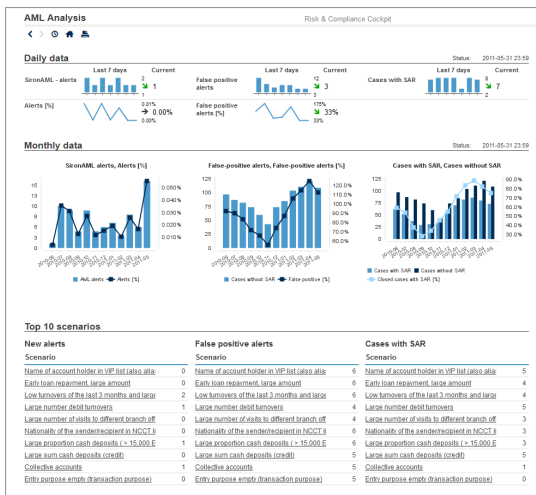 AML Analysis
Risk & Compliance Cockpit
Daily data
Status: 2011-05-31 23:59
Last 7 days Current
Last 7 days Current
Last 7 days Current
SironAML - alerts 2 1 1
False positive alerts 12 3 3
Cases with SAR 8 7 2
Alerts [%] 0.01% 0.00% 0.00%
False positive alerts [%] 175% 33% 33%
Monthly data
Status: 2011-05-31 23:59
SironAML alerts, Alerts [%]
False-positive alerts, False-positive alerts [%]
Cases with SAR, Cases without SAR
AML alerts Alerts [%]
Cases without SAR False positive [%]
Cases with SAR Cases without SAR
Closed cases with SAR [%]
Top 10 scenarios
New alerts
False positive alerts
Cases with SAR
Scenario
Scenario
Scenario
Name of account holder in VIP list (also alia 0
Name of account holder in VIP list (also alia 6
Name of account holder in VIP list (also alia 5
Early loan repayment, large amount 0
Early loan repayment, large amount 6
Early loan repayment, large amount 4
Low turnovers of the last 3 months and large 2
Low turnovers of the last 3 months and large 6
Low turnovers of the last 3 months and large 4
Large number debit turnovers 1
Large number debit turnovers 4
Large number debit turnovers 5
Large number of visits to different branch off 0
Large number of visits to different branch off 4
Large number of visits to different branch off 3
Nationality of the sender/recipient in NCCT li 0
Nationality of the sender/recipient in NCCT li 6
Nationality of the sender/recipient in NCCT li 3
Large proportion cash deposits ( > 15,000 E 1
Large proportion cash deposits ( > 15,000 E 6
Large proportion cash deposits ( > 15,000 E 3
Large sum cash deposits (credit) 0
Large sum cash deposits (credit) 5
Large sum cash deposits (credit) 5
Collective accounts 1
Collective accounts 5
Collective accounts 1
Entry purpose empty (transaction purpose) 0
Entry purpose empty (transaction purpose) 5
Entry purpose empty (transaction purpose) 0